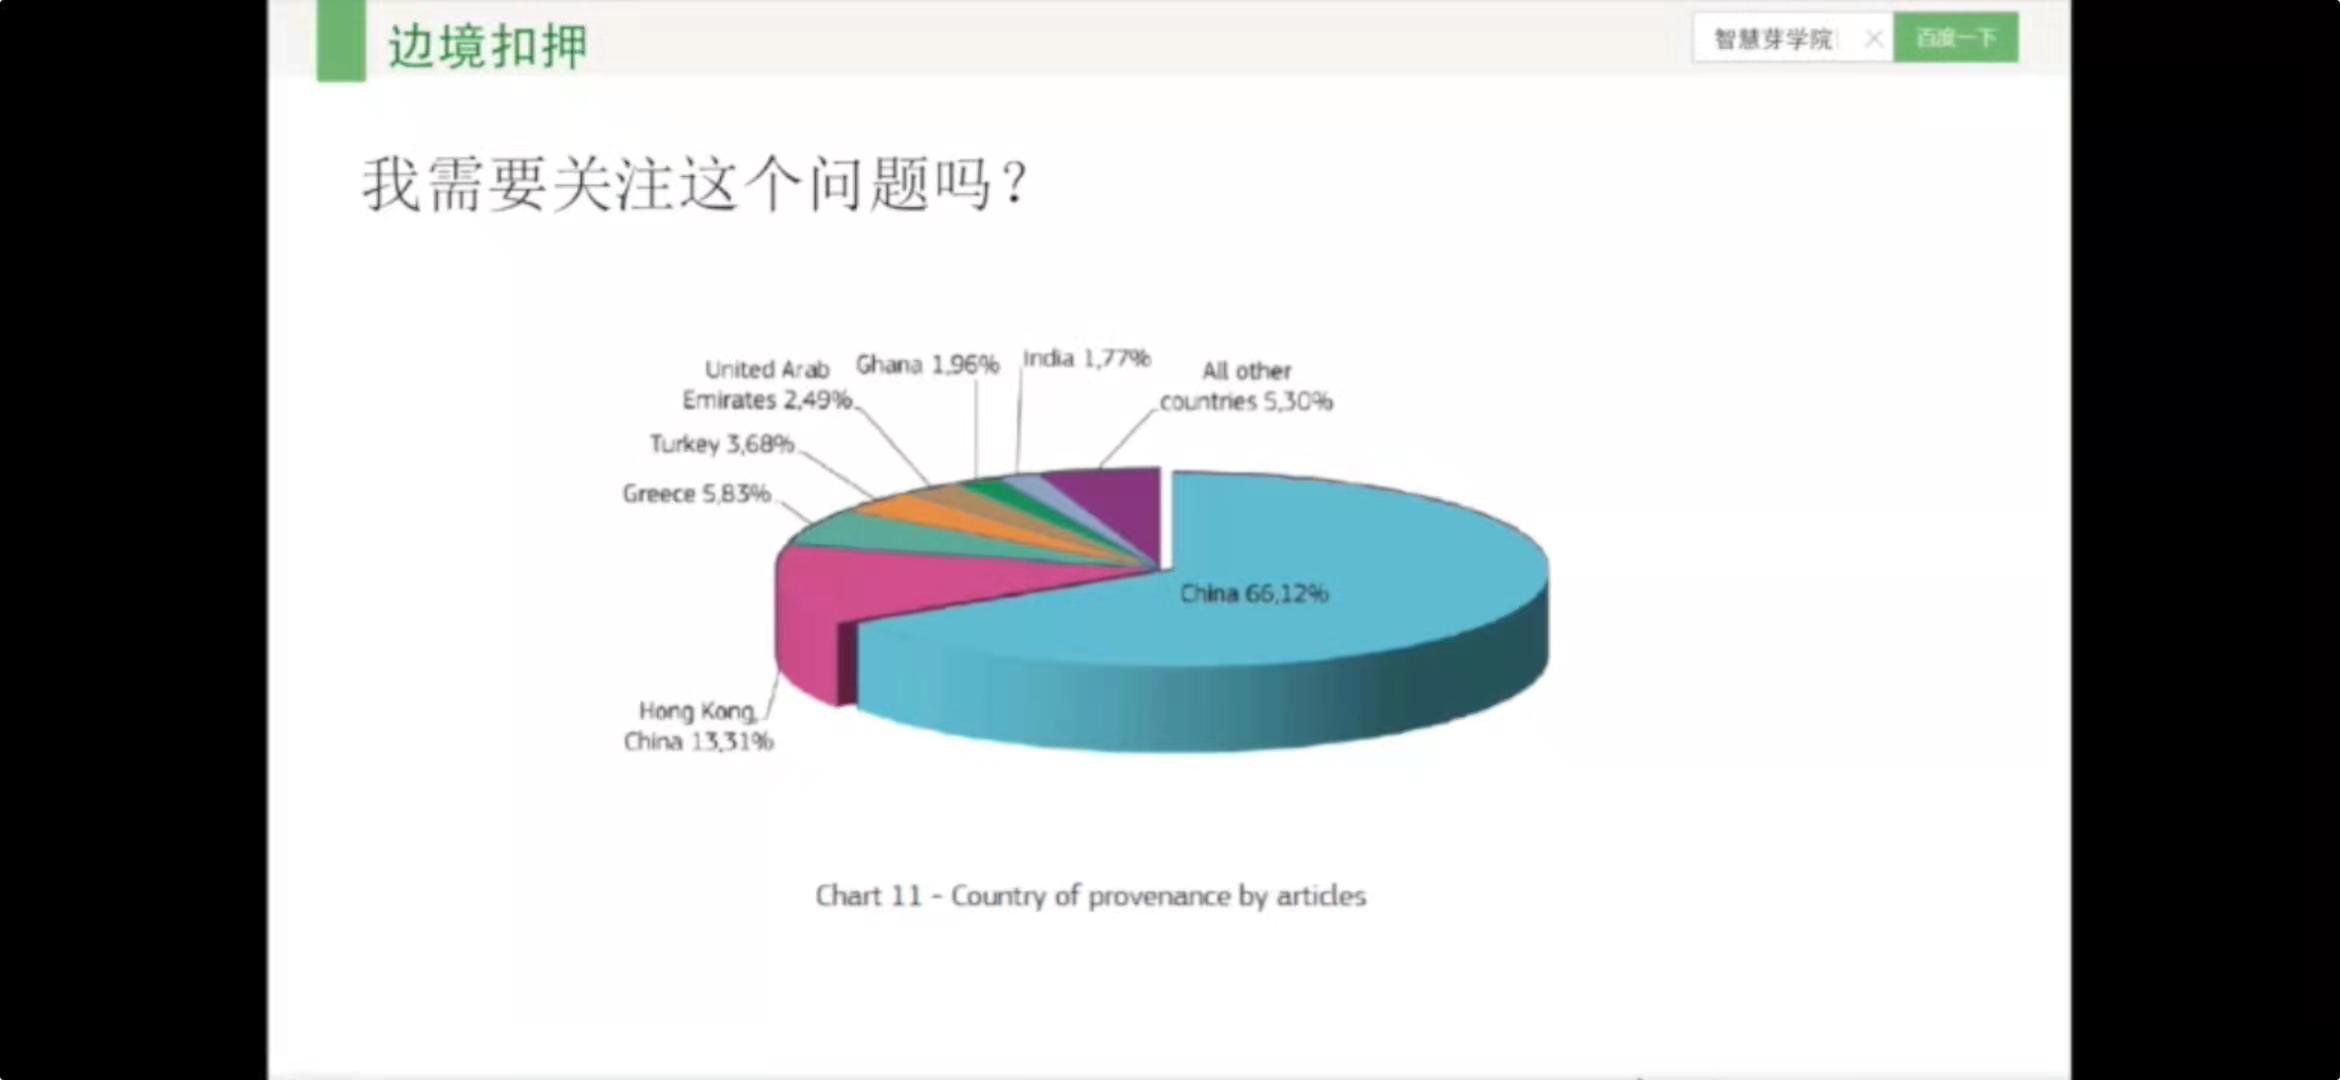 边境扣押
智慧芽学院
百度一下
我需要关注这个问题吗？
United Arab
Emirates 2,49%
Ghana 1,96%
India 1,77%
All other
countries 5,30%
Turkey 3,68%
Greece 5,83%
China 66,12%
Hong Kong,
China 13,31%
Chart 11 - Country of provenance by articles